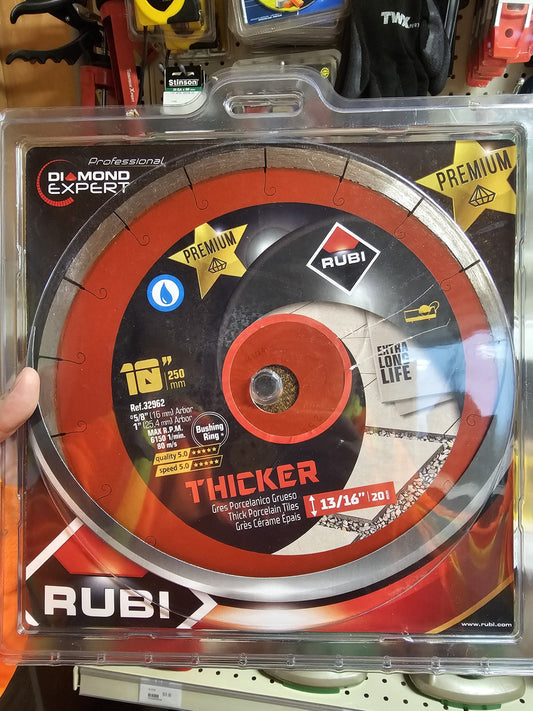 TWX
Stinson
Professional
DIAMOND
EXPERT
PREMIUM
PREMIUM
RUBI
10"
250
mm
EXTRA
LONG
LIFE
Ref.32962
°5/8" (16 mm) Arbor
1" (25,4 mm) Arbor
MAX R.P.M.
6150 1/min.
80 m/s
Bushing
Ring
quality 5.0 ★★★★★
speed 5.0 ★★★★★
THICKER
Gres Porcelanico Grueso
Thick Porcelain Tiles
Grès Cérame Épais
13/16" 20
RUBI
www.rubi.com